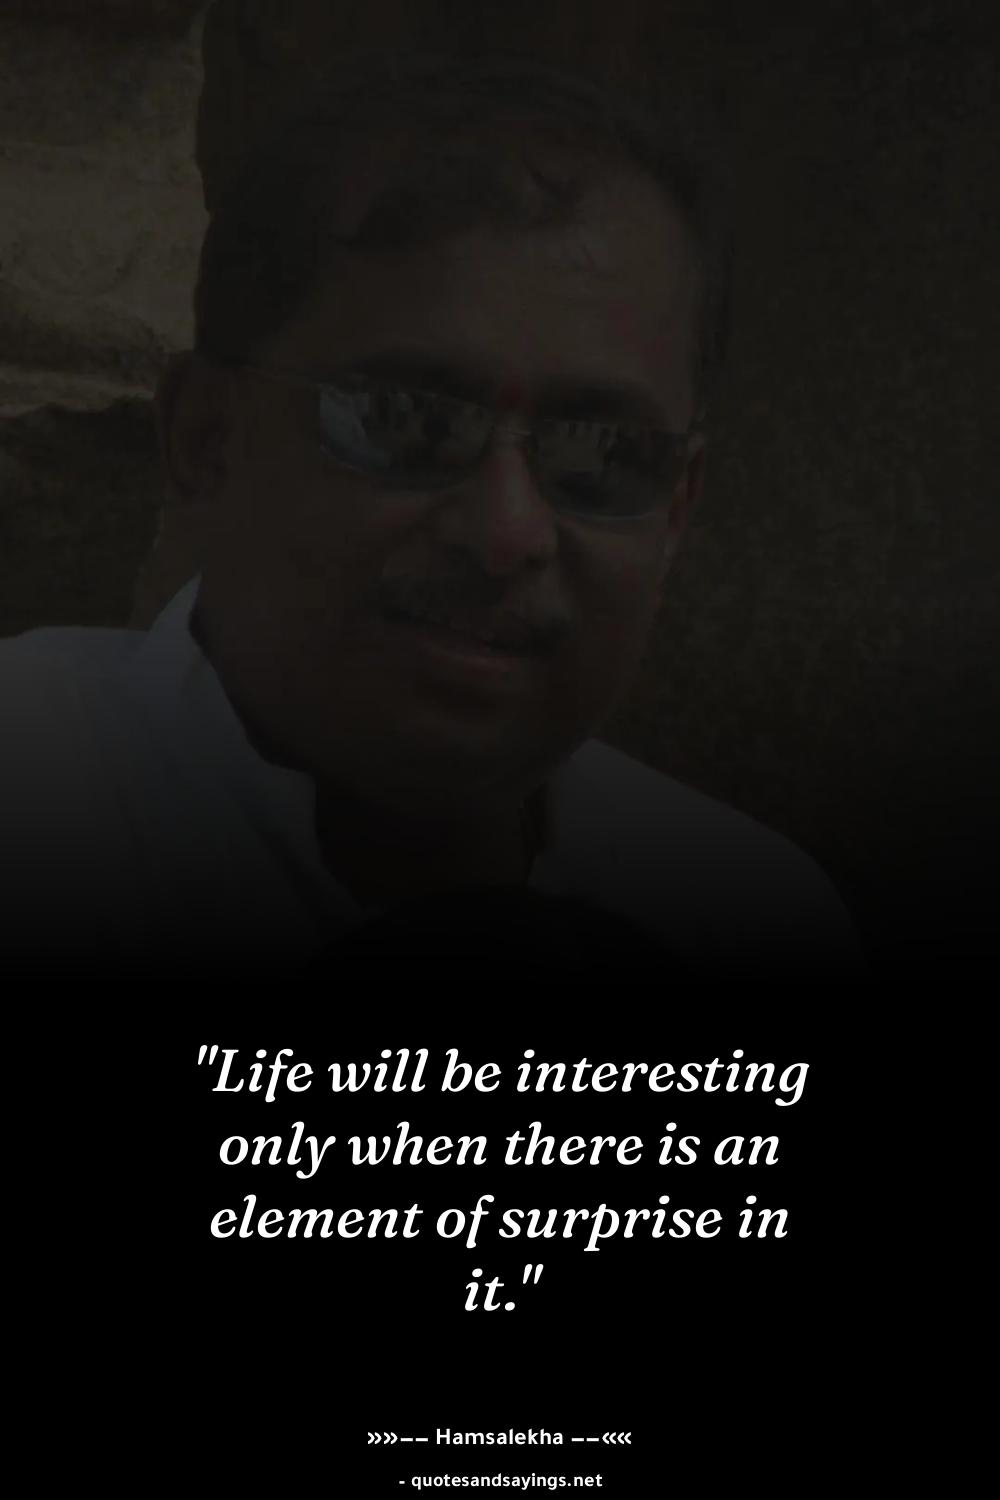 "Life will be interesting
only when there is an
element of surprise in
it."
»»−− Hamsalekha −−««
- quotesandsayings.net